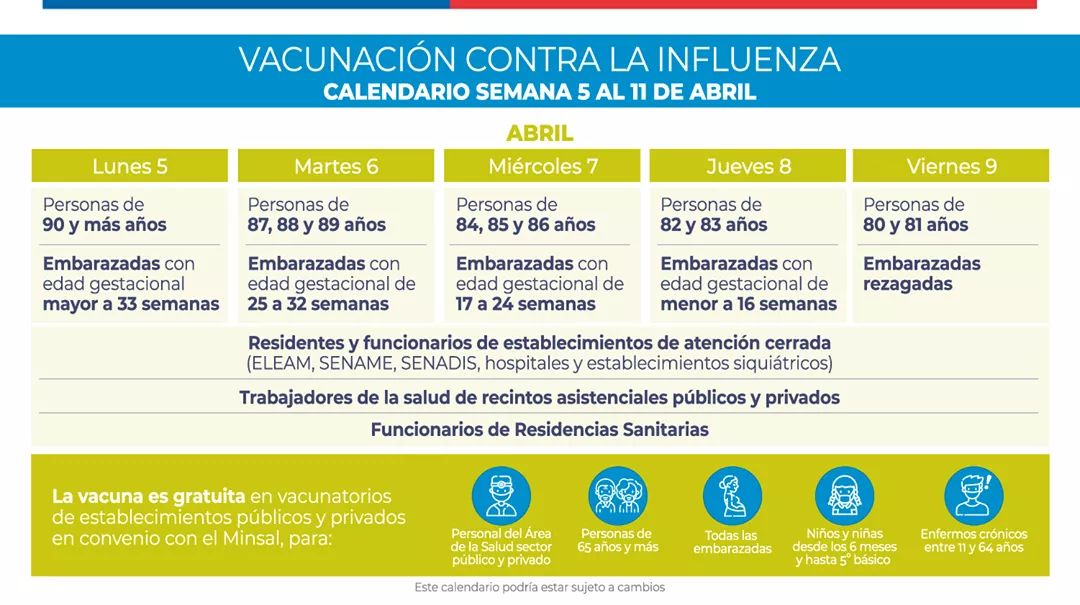 VACUNACIÓN CONTRA LA INFLUENZA
CALENDARIO SEMANA 5 AL 11 DE ABRIL
ABRIL
Lunes 5
Personas de
90 y más años
Embarazadas con
edad gestacional
mayor a 33 semanas
Martes 6
Personas de
87, 88 y 89 años
Embarazadas con
edad gestacional de
25 a 32 semanas
Miércoles 7
Personas de
84, 85 y 86 años
Embarazadas con
edad gestacional de
17 a 24 semanas
Jueves 8
Personas de
82 y 83 años
Embarazadas con
edad gestacional de
menor a 16 semanas
Viernes 9
Personas de
80 y 81 años
Embarazadas
rezagadas
Residentes y funcionarios de establecimientos de atención cerrada
(ELEAM, SENAME, SENADIS, hospitales y establecimientos siquiátricos)
Trabajadores de la salud de recintos asistenciales públicos y privados
Funcionarios de Residencias Sanitarias
La vacuna es gratuita en vacunatorios
de establecimientos públicos y privados
en convenio con el Minsal, para:
Personal del Área
de la Salud sector
público y privado
Personas de
65 años y más
Todas las
embarazadas
Niños y niñas
desde los 6 meses
y hasta 5° básico
Enfermos crónicos
entre 11 y 64 años
Este calendario podría estar sujeto a cambios